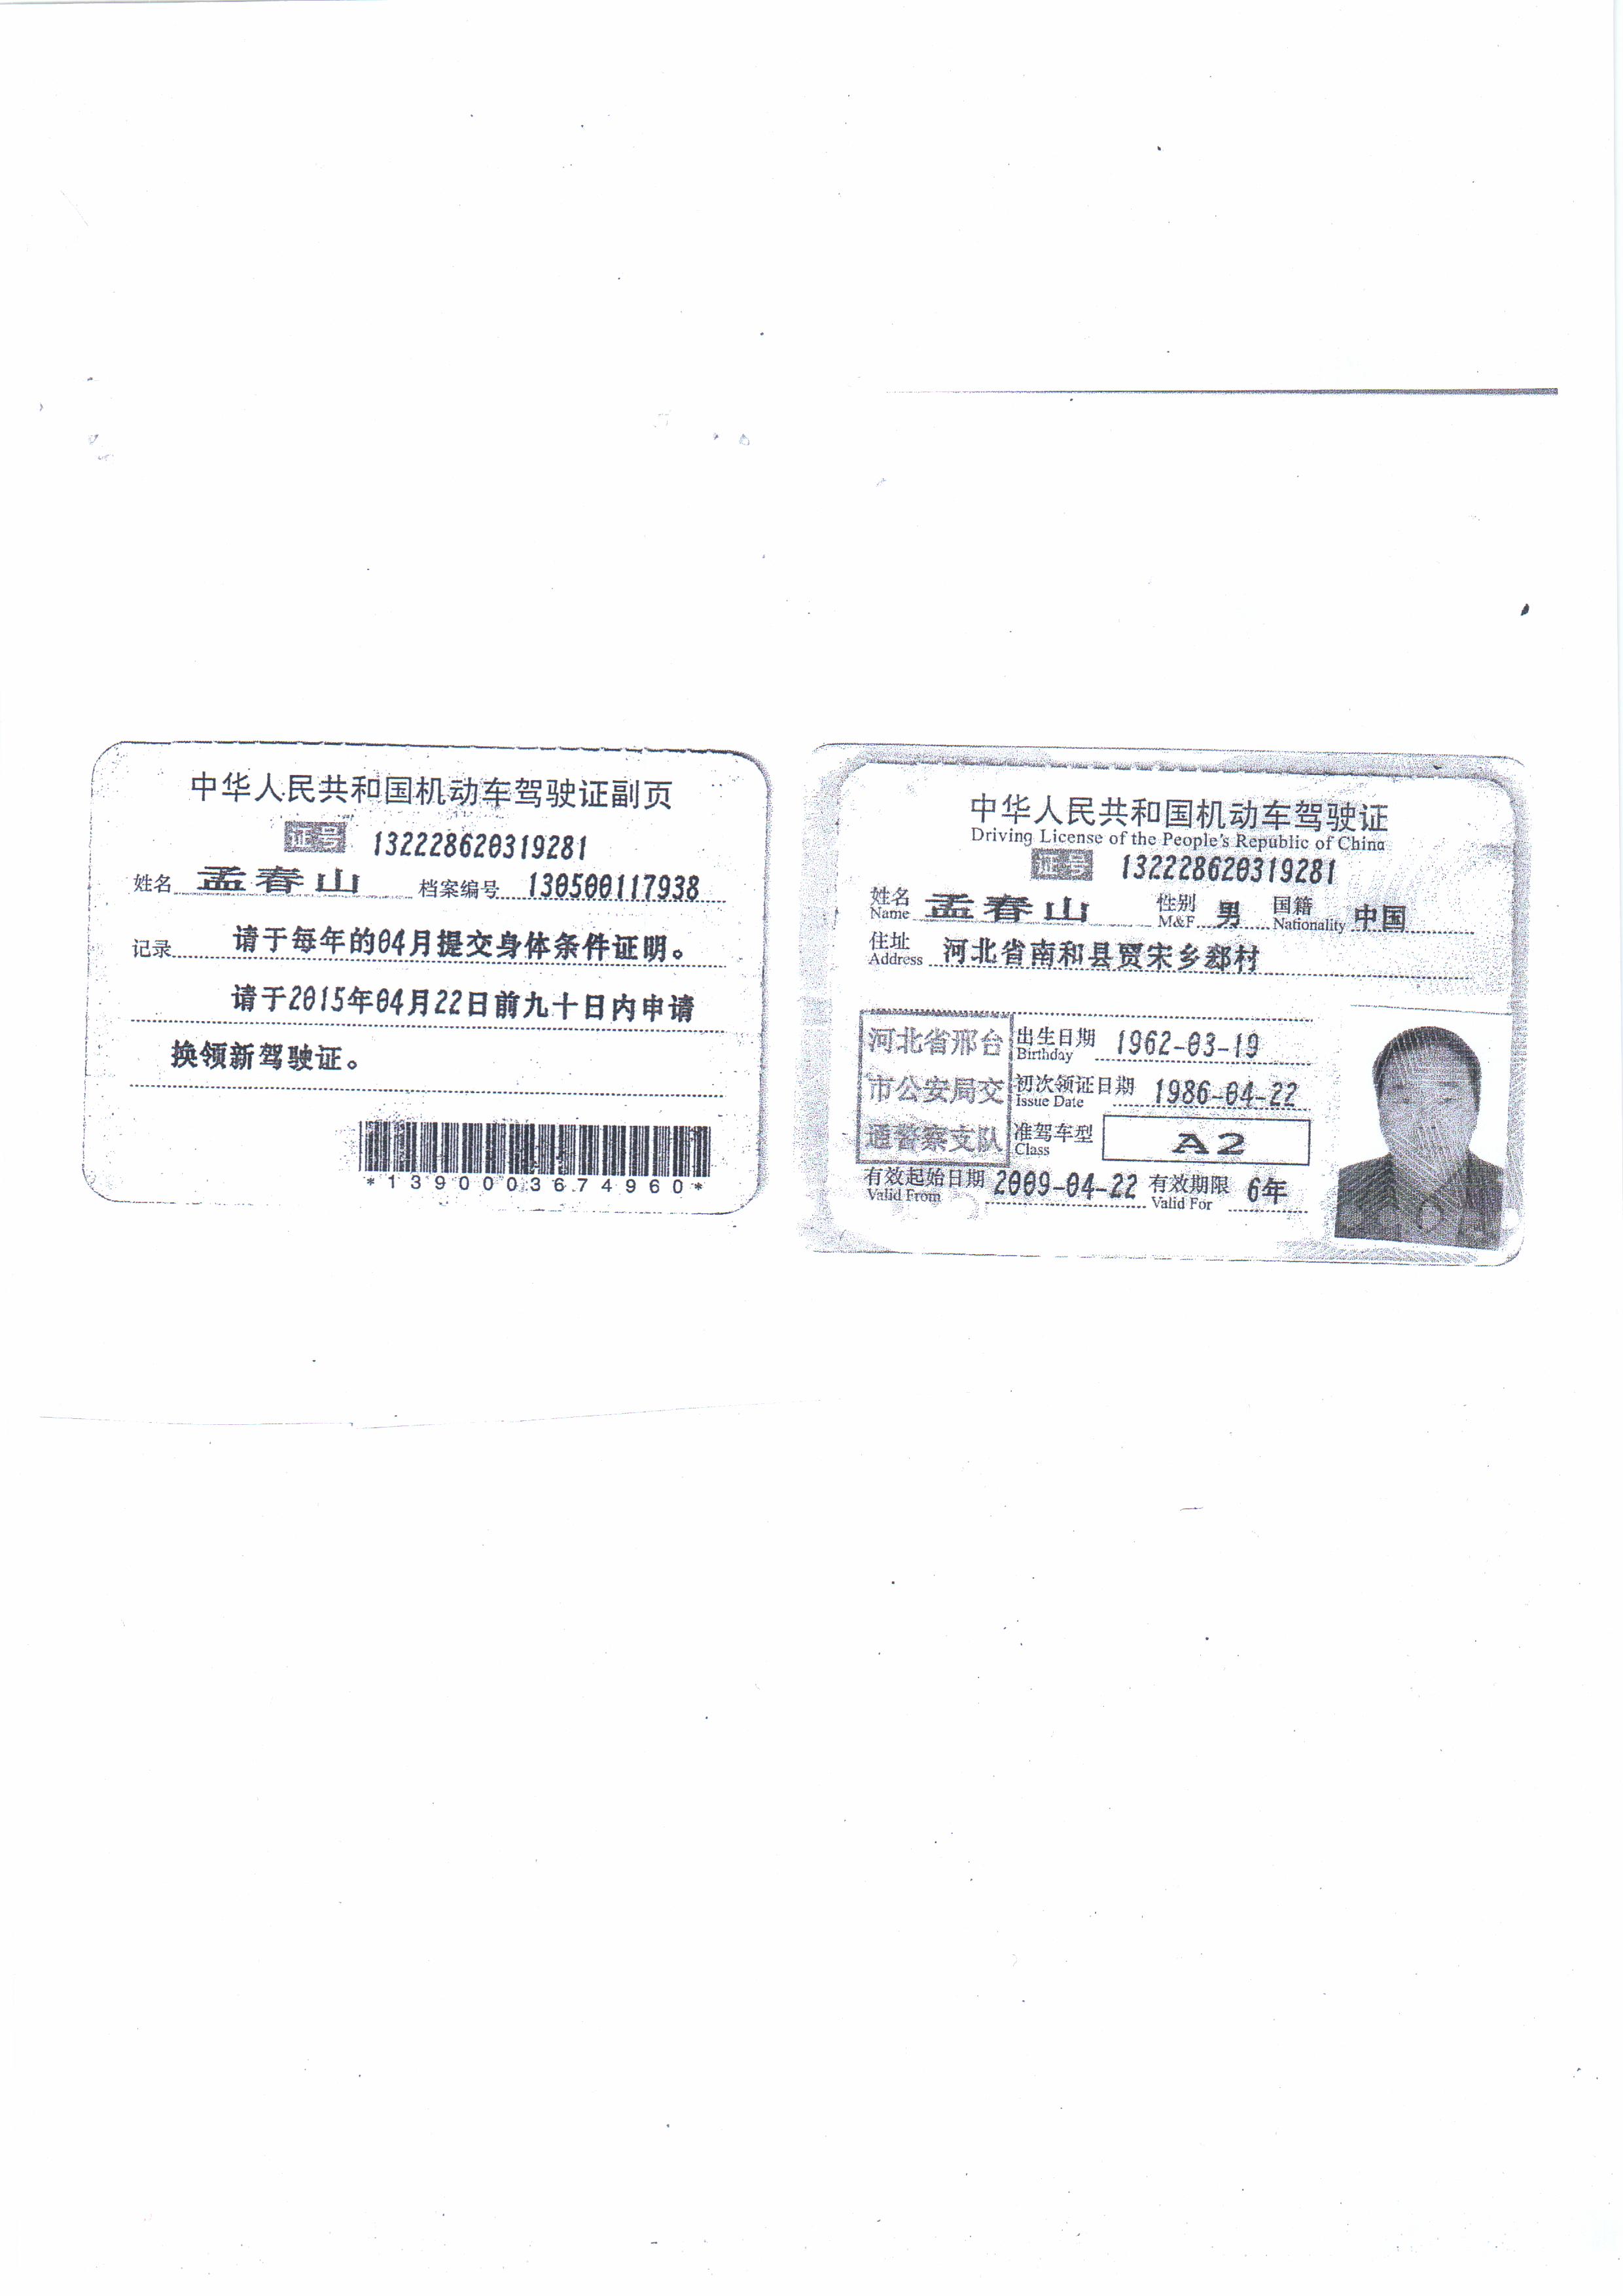 中华人民共和国机动车驾驶证副页
证号 132228620319281
姓名 孟春山 档案编号 130500117938
记录 请于每年的04月提交身体条件证明。
请于2015年04月22日前九十日内申请
换领新驾驶证。
*1390003674960*
中华人民共和国机动车驾驶证
Driving License of the People's Republic of China
证号 132228620319281
姓名 孟春山 性别 男 国籍 中国
Name M&F Nationality
住址 河北省南和县贾宋乡郄村
Address
河北省邢台
市公安局交
通警察支队
出生日期 1962-03-19
Birthday
初次领证日期 1986-04-22
Issue Date
准驾车型 A2
Class
有效起始日期 2009-04-22 有效期限 6年
Valid From Valid For